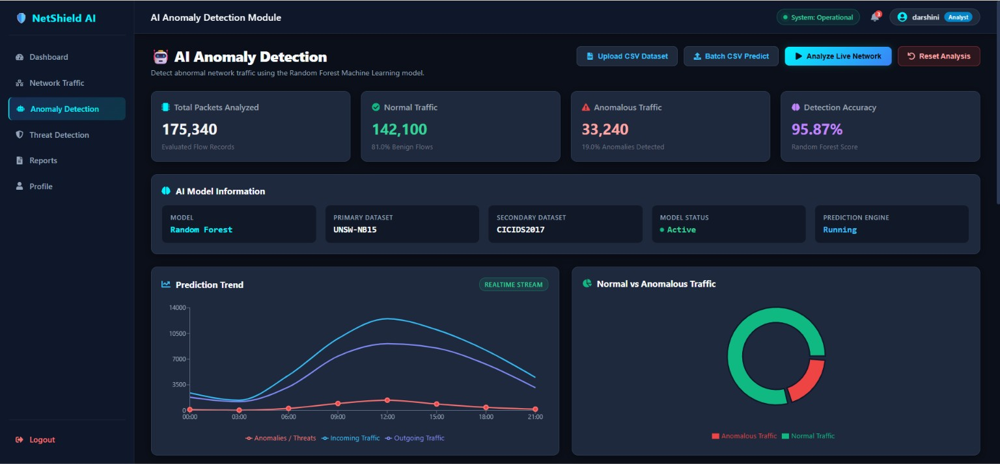 NetShield AI
AI Anomaly Detection Module
System: Operational
3
darshini
Analyst
Dashboard
Network Traffic
Anomaly Detection
Threat Detection
Reports
Profile
Logout
AI Anomaly Detection
Detect abnormal network traffic using the Random Forest Machine Learning model.
Upload CSV Dataset
Batch CSV Predict
Analyze Live Network
Reset Analysis
Total Packets Analyzed
175,340
Evaluated Flow Records
Normal Traffic
142,100
81.0% Benign Flows
Anomalous Traffic
33,240
19.0% Anomalies Detected
Detection Accuracy
95.87%
Random Forest Score
AI Model Information
MODEL
Random Forest
PRIMARY DATASET
UNSW-NB15
SECONDARY DATASET
CICIDS2017
MODEL STATUS
Active
PREDICTION ENGINE
Running
Prediction Trend
REALTIME STREAM
14000
10500
7000
3500
0
00:00 03:00 06:00 09:00 12:00 15:00 18:00 21:00
Anomalies / Threats Incoming Traffic Outgoing Traffic
Normal vs Anomalous Traffic
Anomalous Traffic Normal Traffic